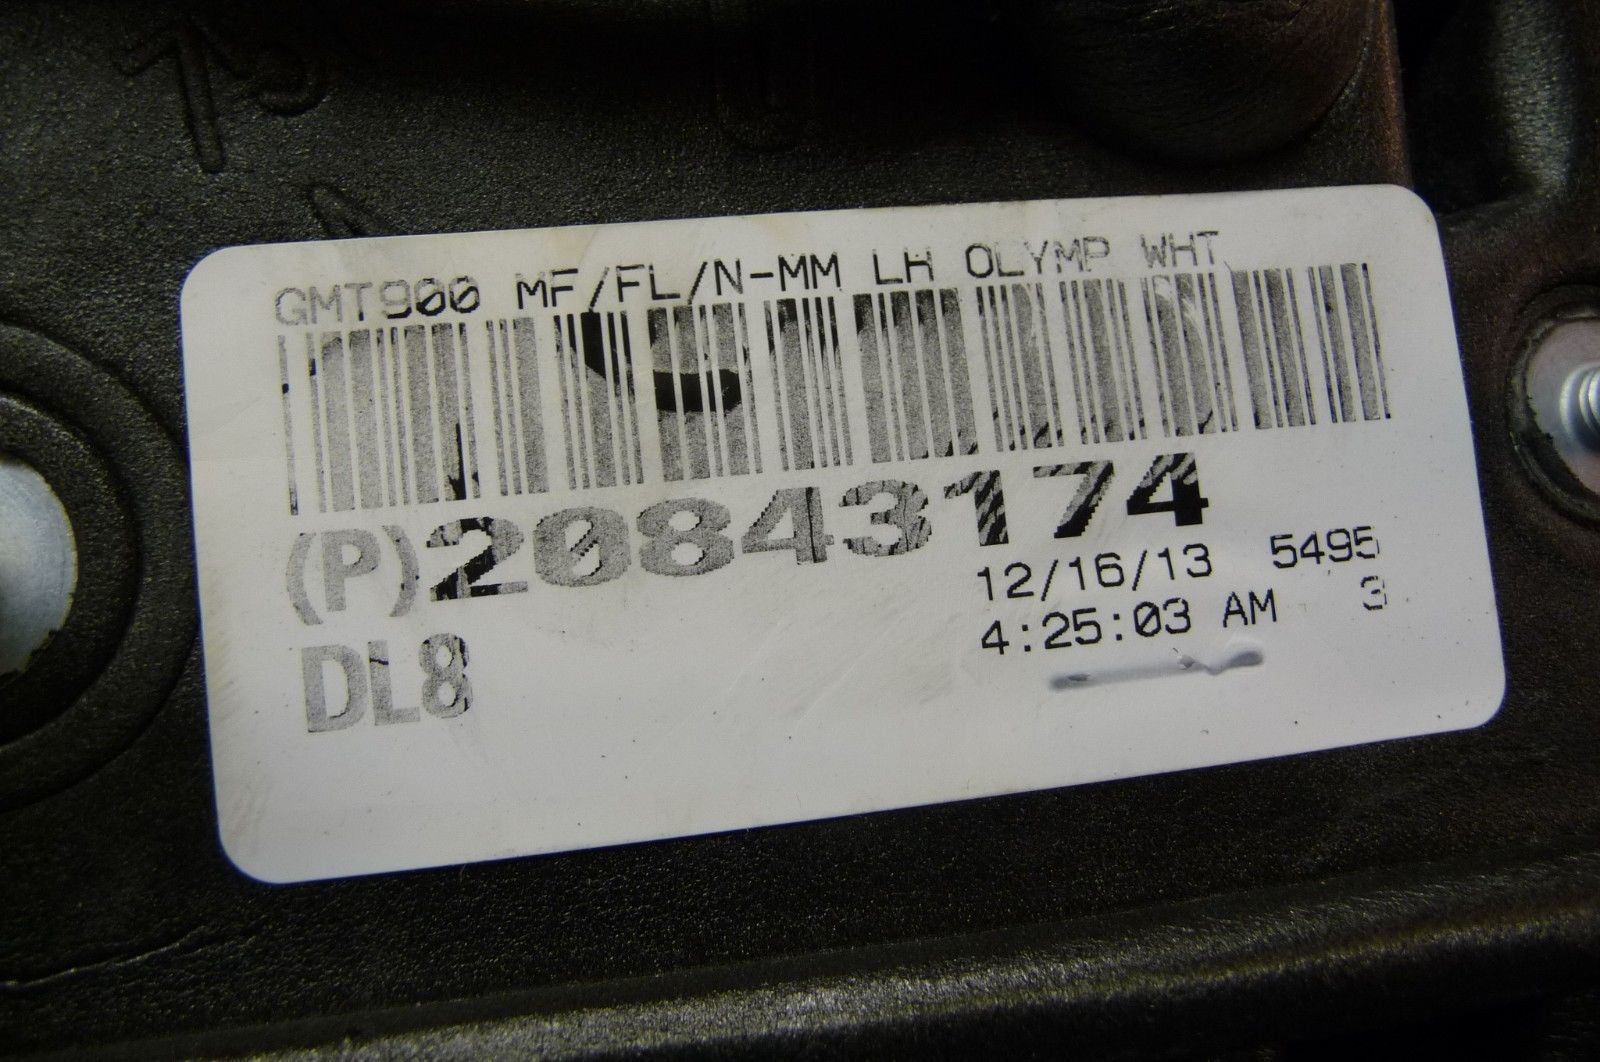 GMT900 MF/FL/N-MM LH OLYMP WHT
(P)20843174
12/16/13 5495
4:25:03 AM 3
DL8